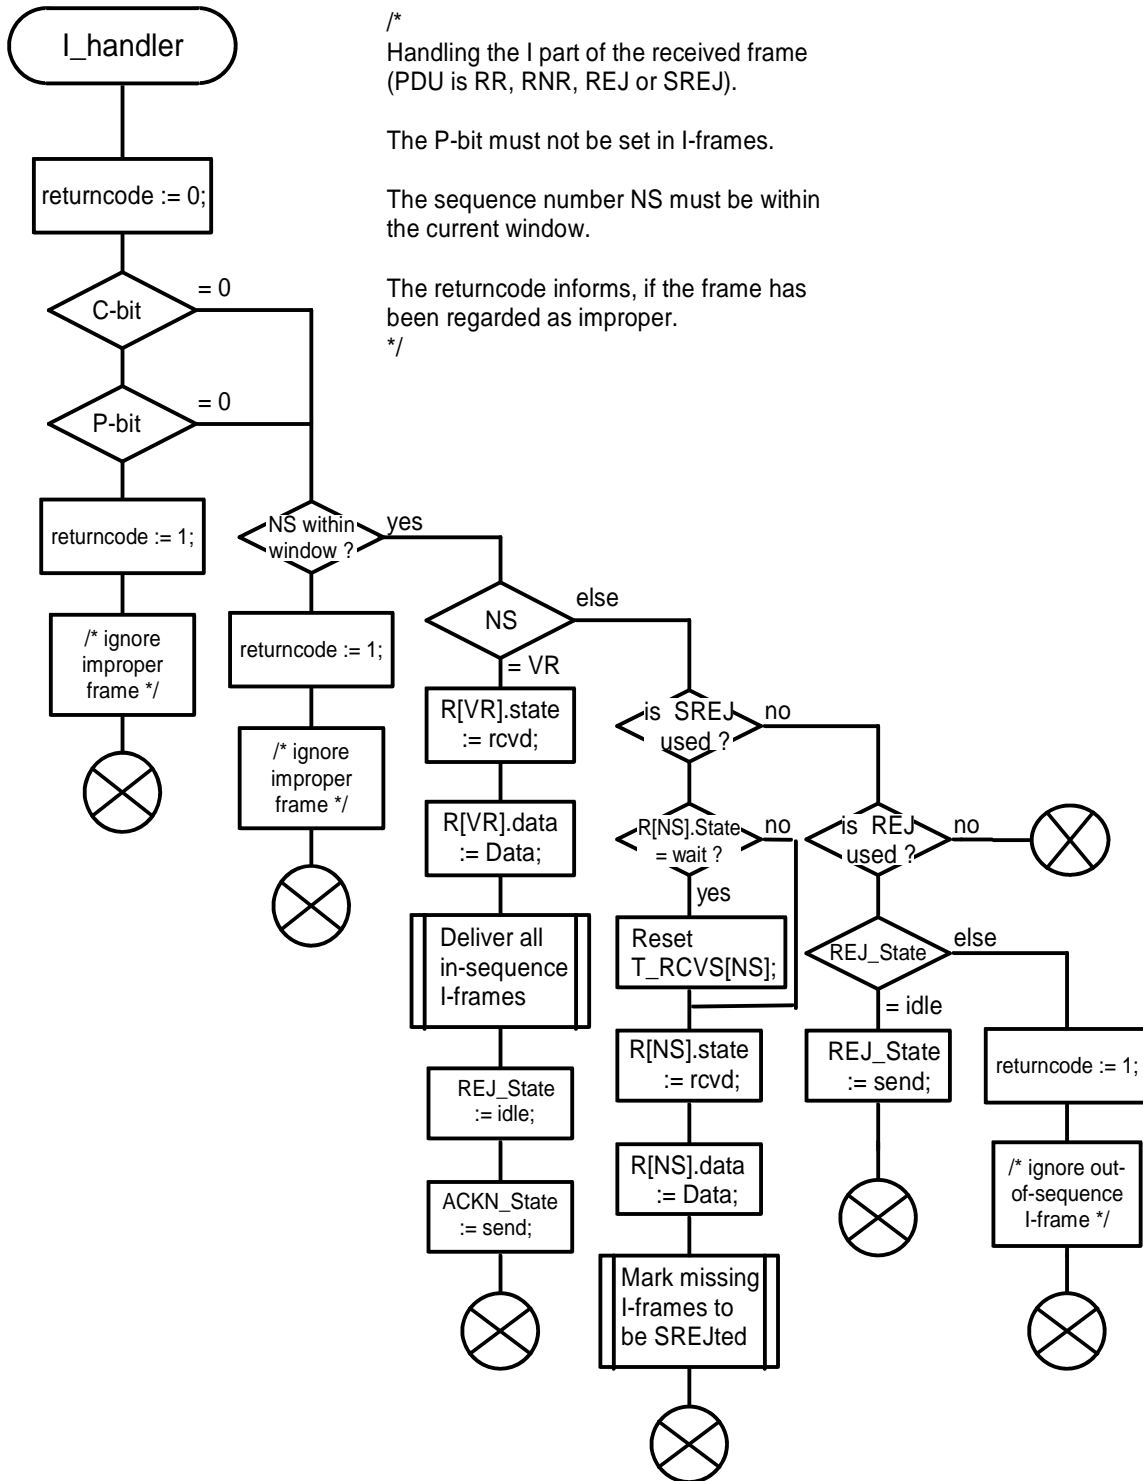 I_handler
/*
Handling the I part of the received frame
(PDU is RR, RNR, REJ or SREJ).
The P-bit must not be set in I-frames.
The sequence number NS must be within
the current window.
The returncode informs, if the frame has
been regarded as improper.
*/
returncode := 0;
C-bit
= 0
P-bit
= 0
returncode := 1;
/* ignore
improper
frame */
NS within
window ?
yes
returncode := 1;
/* ignore
improper
frame */
NS
else
= VR
R[VR].state
:= rcvd;
R[VR].data
:= Data;
Deliver all
in-sequence
I-frames
REJ_State
:= idle;
ACKN_State
:= send;
is SREJ
used ?
no
R[NS].State
= wait ?
no
yes
Reset
T_RCVS[NS];
R[NS].state
:= rcvd;
R[NS].data
:= Data;
Mark missing
I-frames to
be SREJted
is REJ
used ?
no
REJ_State
else
= idle
REJ_State
:= send;
returncode := 1;
/* ignore out-
of-sequence
I-frame */